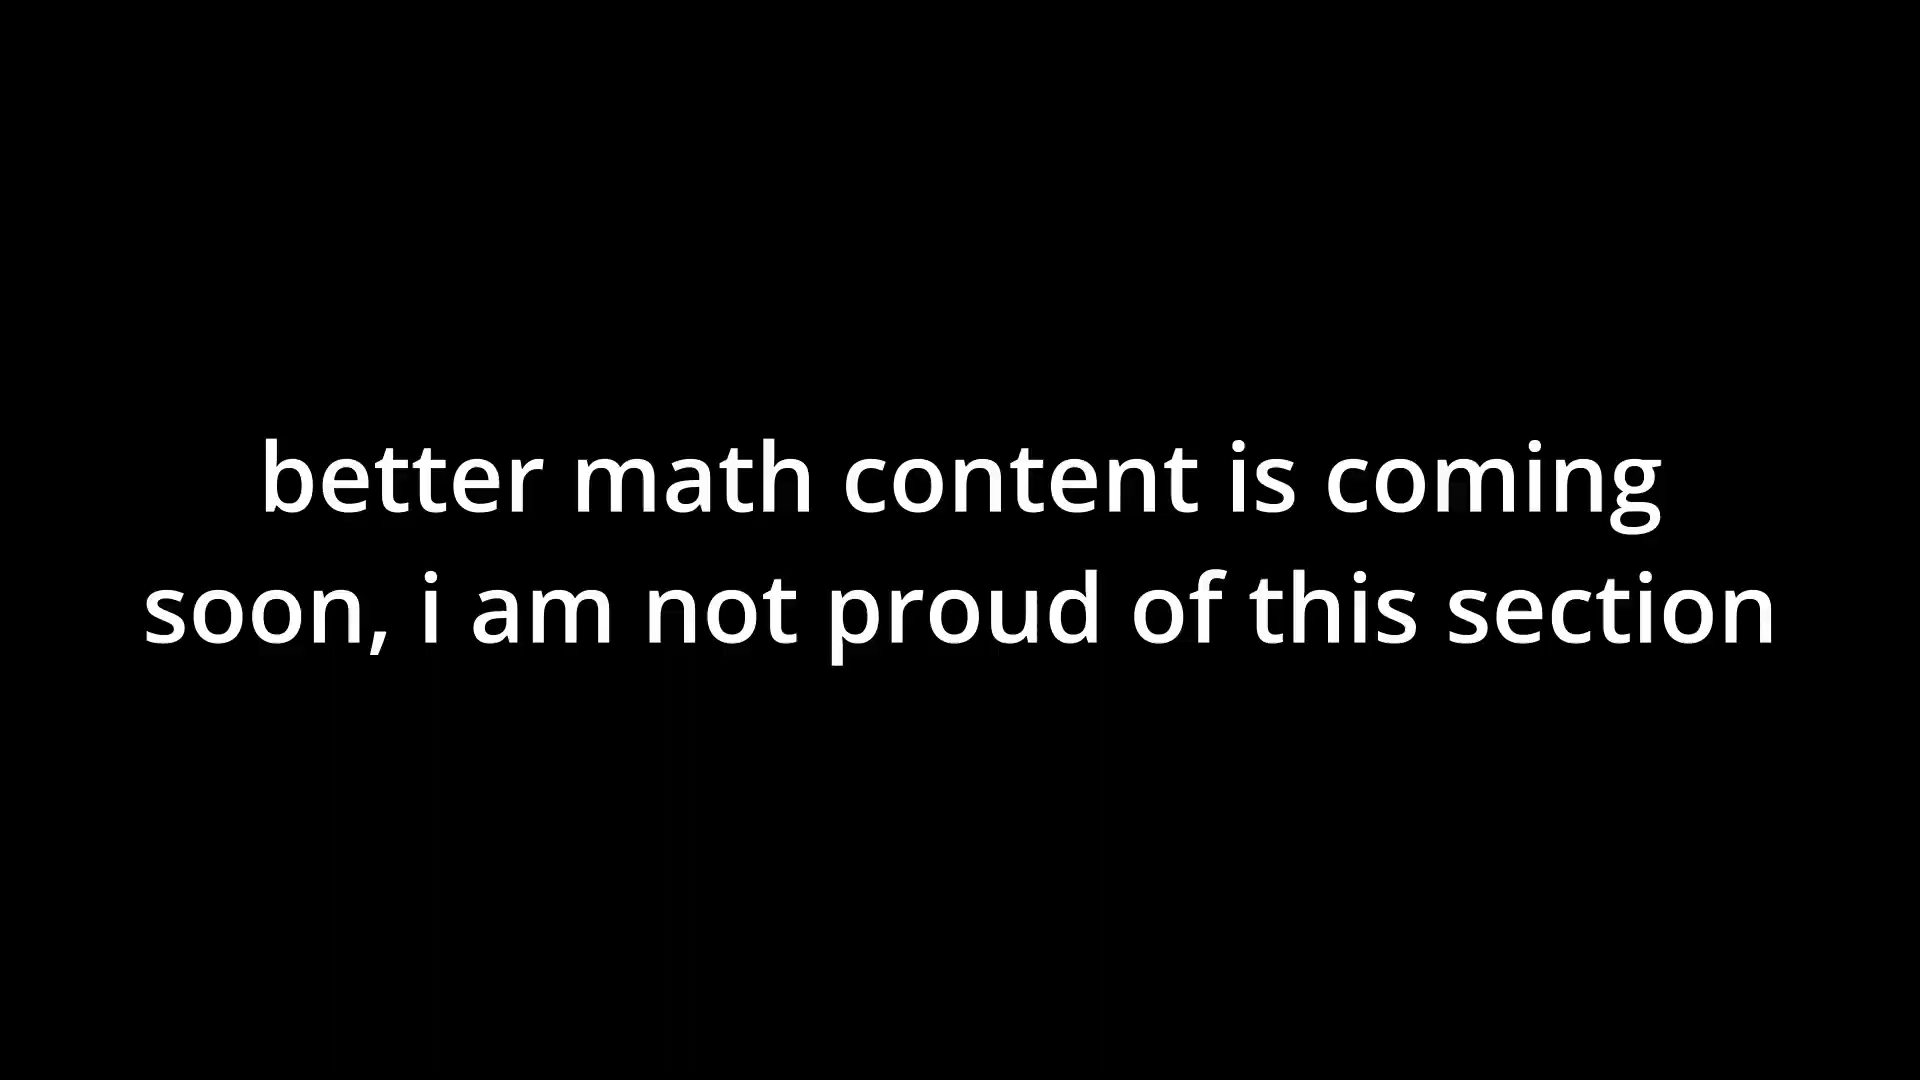 better math content is coming
soon, i am not proud of this section